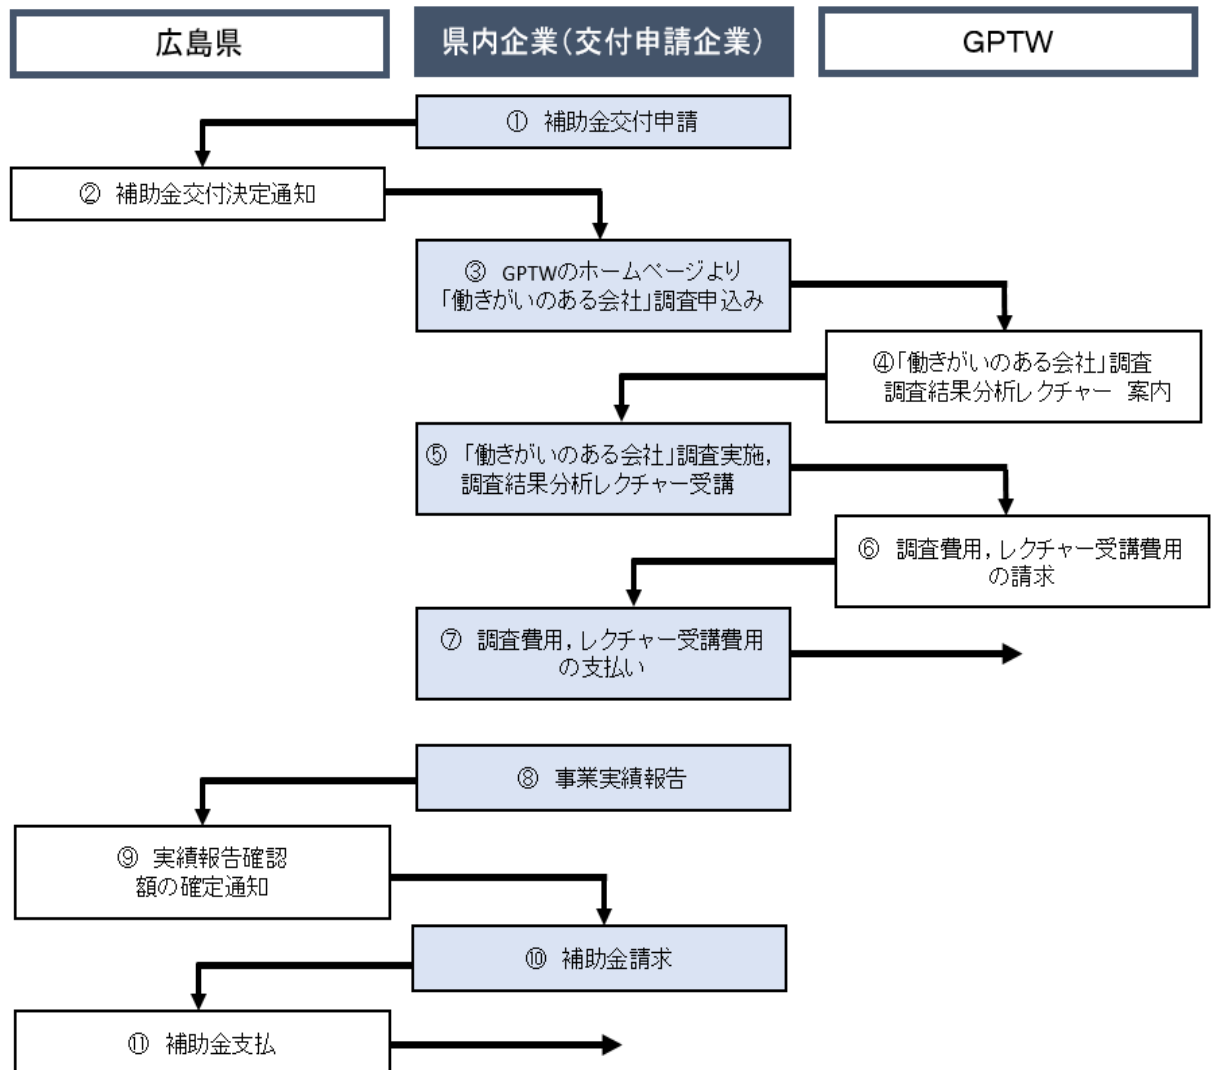 広島県
県内企業(交付申請企業)
GPTW
① 補助金交付申請
② 補助金交付決定通知
③ GPTWのホームページより
「働きがいのある会社」調査申込み
④「働きがいのある会社」調査
調査結果分析レクチャー 案内
⑤ 「働きがいのある会社」調査実施,
調査結果分析レクチャー受講
⑥ 調査費用,レクチャー受講費用
の請求
⑦ 調査費用,レクチャー受講費用
の支払い
⑧ 事業実績報告
⑨ 実績報告確認
額の確定通知
⑩ 補助金請求
⑪ 補助金支払